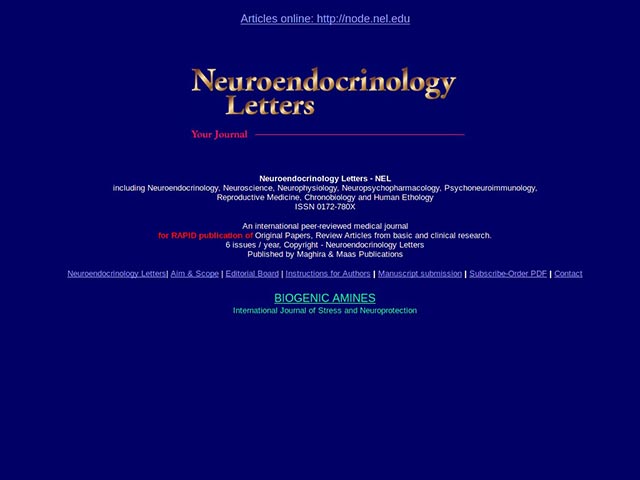 Articles online: http://node.nel.edu
Neuroendocrinology
Letters
Your Journal
Neuroendocrinology Letters - NEL
including Neuroendocrinology, Neuroscience, Neurophysiology, Neuropsychopharmacology, Psychoneuroimmunology,
Reproductive Medicine, Chronobiology and Human Ethology
ISSN 0172-780X
An international peer-reviewed medical journal
for RAPID publication of Original Papers, Review Articles from basic and clinical research.
6 issues / year, Copyright - Neuroendocrinology Letters
Published by Maghira & Maas Publications
Neuroendocrinology Letters| Aim & Scope | Editorial Board | Instructions for Authors | Manuscript submission | Subscribe-Order PDF | Contact
BIOGENIC AMINES
International Journal of Stress and Neuroprotection